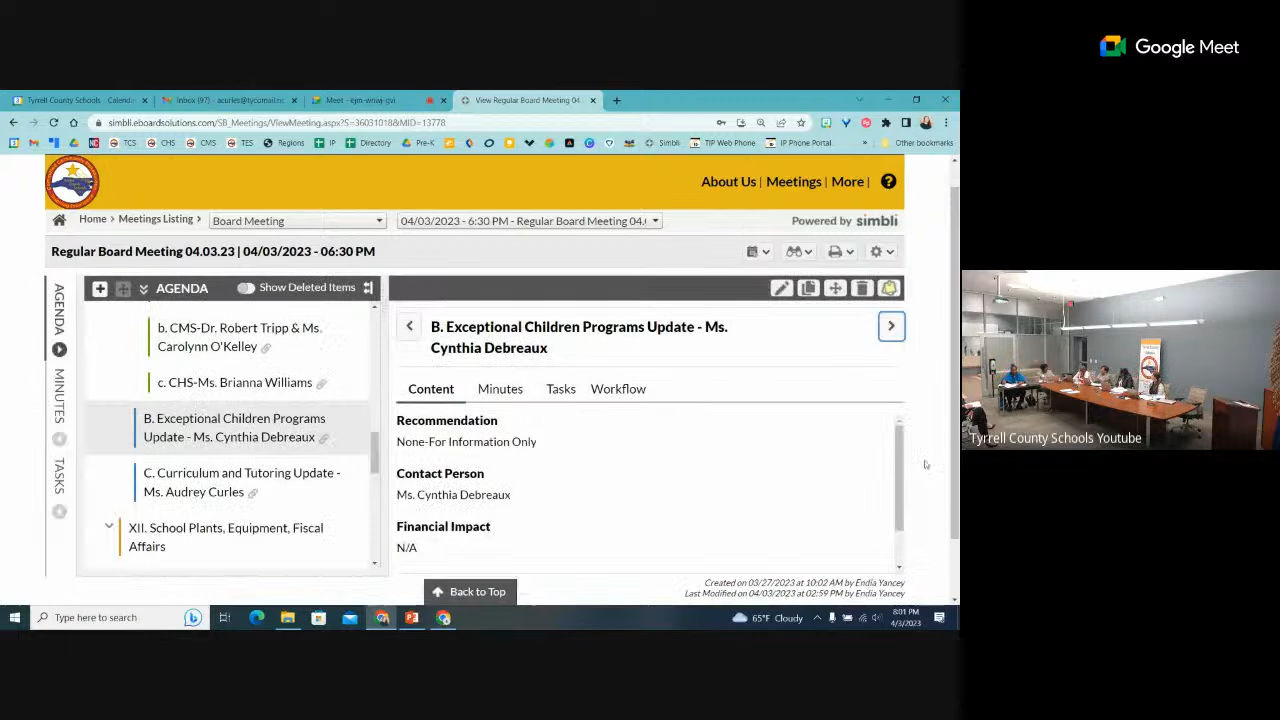 Google Meet
Tyrrell County Schools - Calend
Inbox (97) - acurles@tycomail.nc
Meet - ejm-wnwj-gvi
View Regular Board Meeting 04.
simbli.eboardsolutions.com/SB_Meetings/ViewMeeting.aspx?S=36031018&MID=13778
TCS
CHS
CMS
TES
Regions
IP
Directory
Pre-K
Simbli
TIP Web Phone
IP Phone Portal...
»
Other bookmarks
About Us | Meetings | More |
Home > Meetings Listing >
Board Meeting
04/03/2023 - 6:30 PM - Regular Board Meeting 04.
Powered by simbli
Regular Board Meeting 04.03.23 | 04/03/2023 - 06:30 PM
AGENDA
MINUTES
TASKS
AGENDA
Show Deleted Items
b. CMS-Dr. Robert Tripp & Ms.
Carolynn O'Kelley
c. CHS-Ms. Brianna Williams
B. Exceptional Children Programs
Update - Ms. Cynthia Debreaux
C. Curriculum and Tutoring Update -
Ms. Audrey Curles
XII. School Plants, Equipment, Fiscal
Affairs
B. Exceptional Children Programs Update - Ms.
Cynthia Debreaux
Content
Minutes
Tasks
Workflow
Recommendation
None-For Information Only
Contact Person
Ms. Cynthia Debreaux
Financial Impact
N/A
Back to Top
Created on 03/27/2023 at 10:02 AM by Endia Yancey
Last Modified on 04/03/2023 at 02:59 PM by Endia Yancey
Type here to search
65°F Cloudy
8:01 PM
4/3/2023
Tyrrell County Schools Youtube